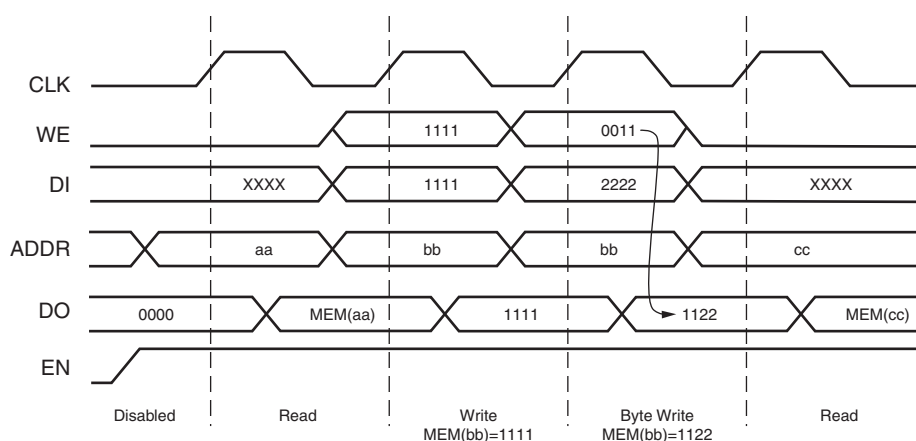 CLK
WE 1111 0011
DI XXXX 1111 2222 XXXX
ADDR aa bb bb cc
DO 0000 MEM(aa) 1111 1122 MEM(cc)
EN
Disabled Read Write Byte Write Read
MEM(bb)=1111 MEM(bb)=1122